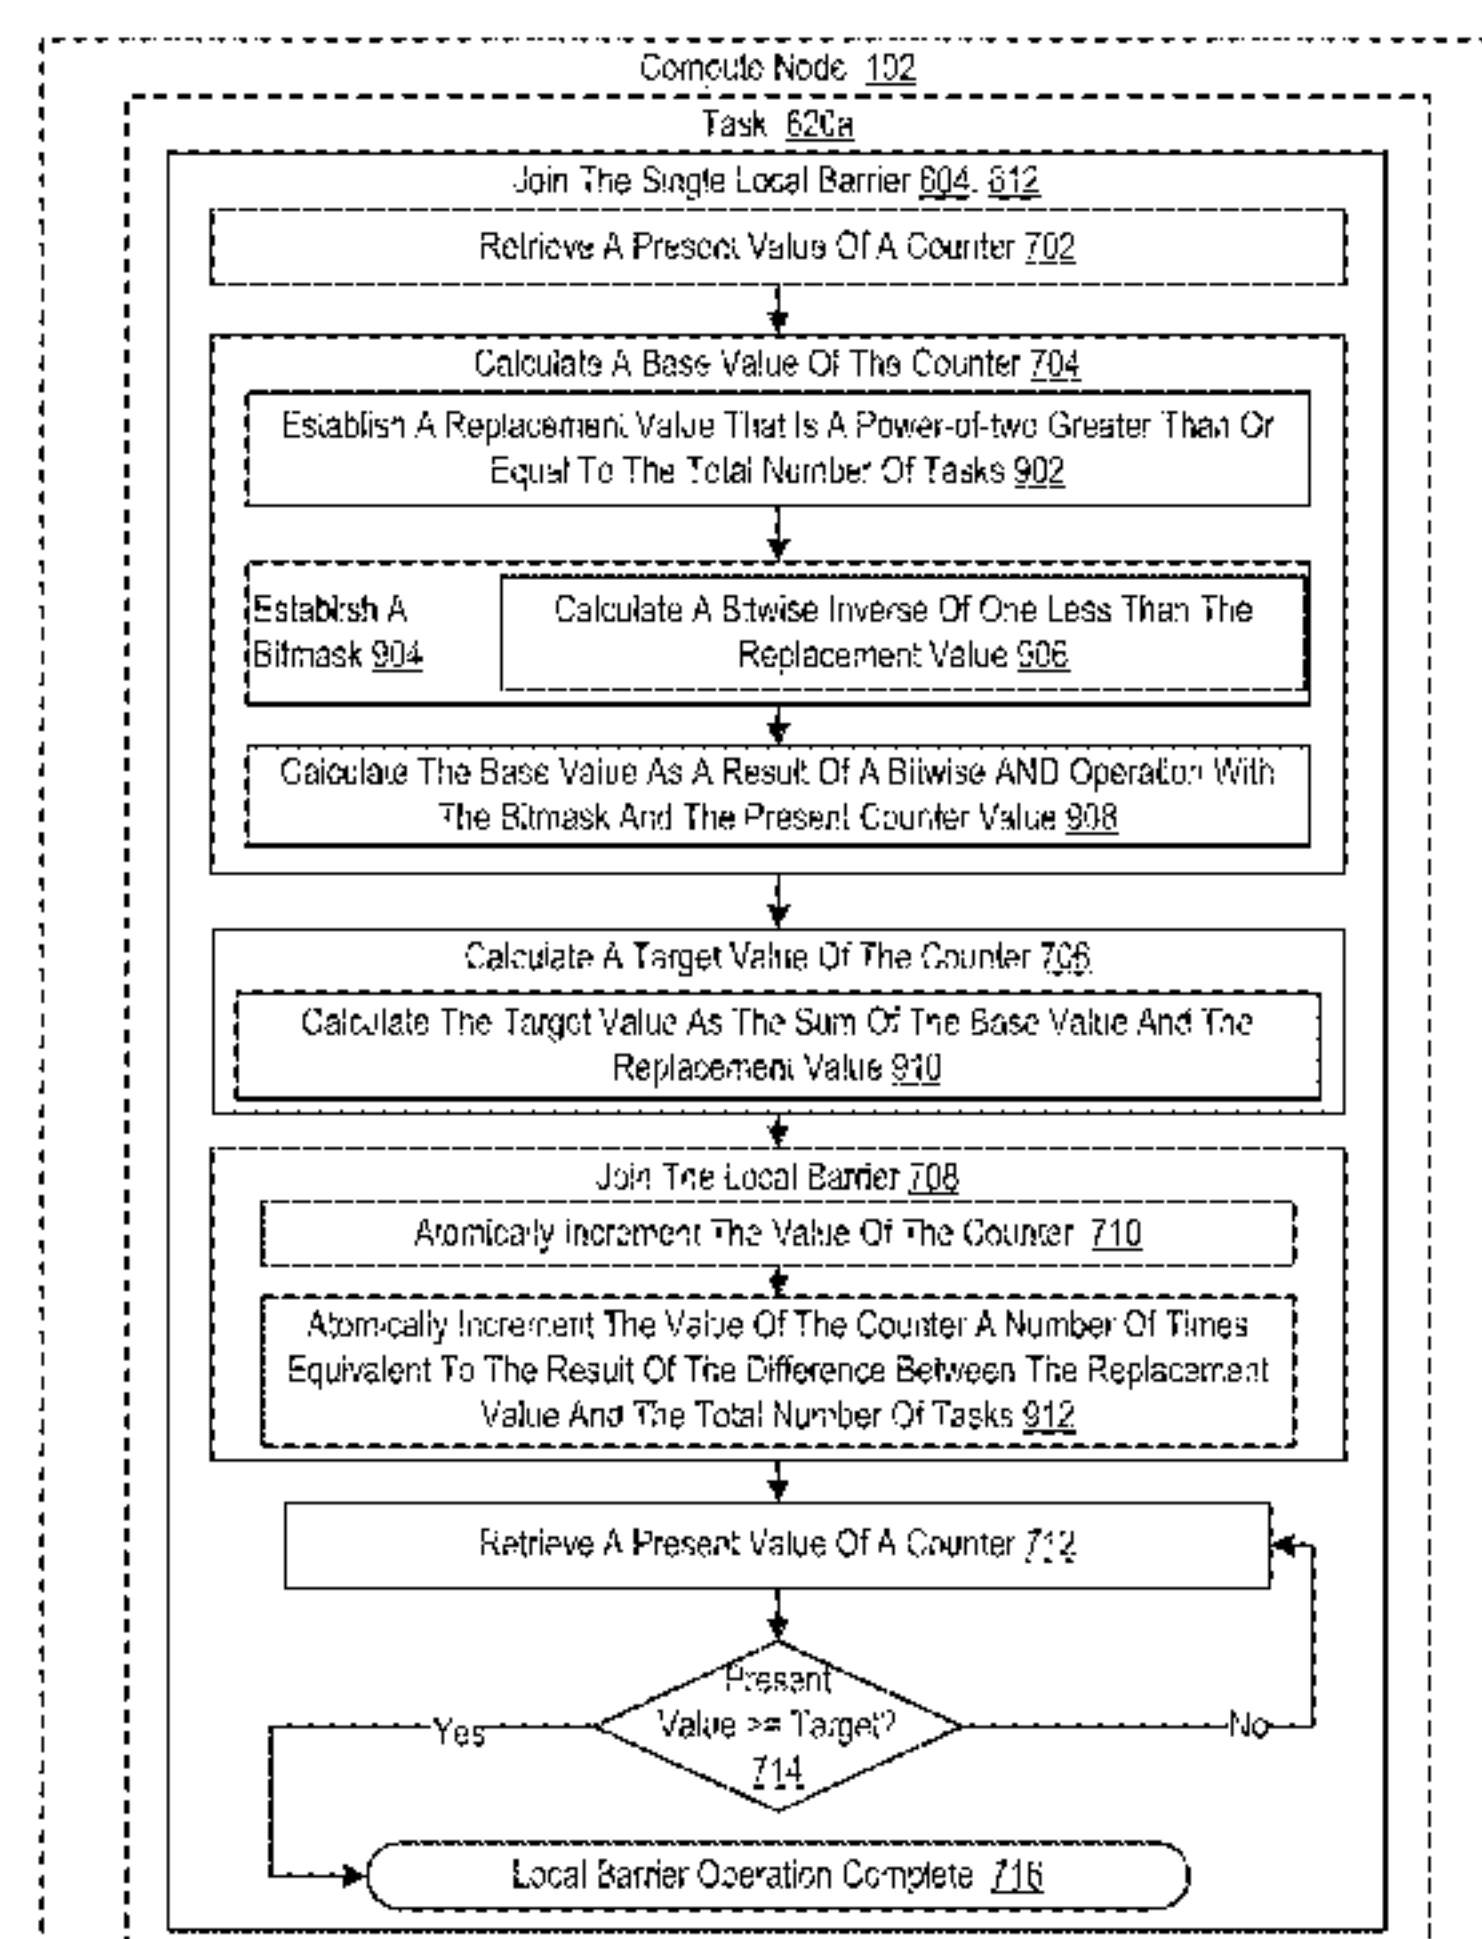 Compute Node 102
Task 620a
Join The Single Local Barrier 604, 612
Retrieve A Present Value Of A Counter 702
Calculate A Base Value Of The Counter 704
Establish A Replacement Value That Is A Power-of-two Greater Than Or
Equal To The Total Number Of Tasks 902
Establish A
Bitmask 904
Calculate A Bitwise Inverse Of One Less Than The
Replacement Value 906
Calculate The Base Value As A Result Of A Bitwise AND Operation With
The Bitmask And The Present Counter Value 908
Calculate A Target Value Of The Counter 706
Calculate The Target Value As The Sum Of The Base Value And The
Replacement Value 910
Join The Local Barrier 708
Atomically Increment The Value Of The Counter 710
Atomically Increment The Value Of The Counter A Number Of Times
Equivalent To The Result Of The Difference Between The Replacement
Value And The Total Number Of Tasks 912
Retrieve A Present Value Of A Counter 712
Present
Value >= Target?
714
Yes
No
Local Barrier Operation Complete 716